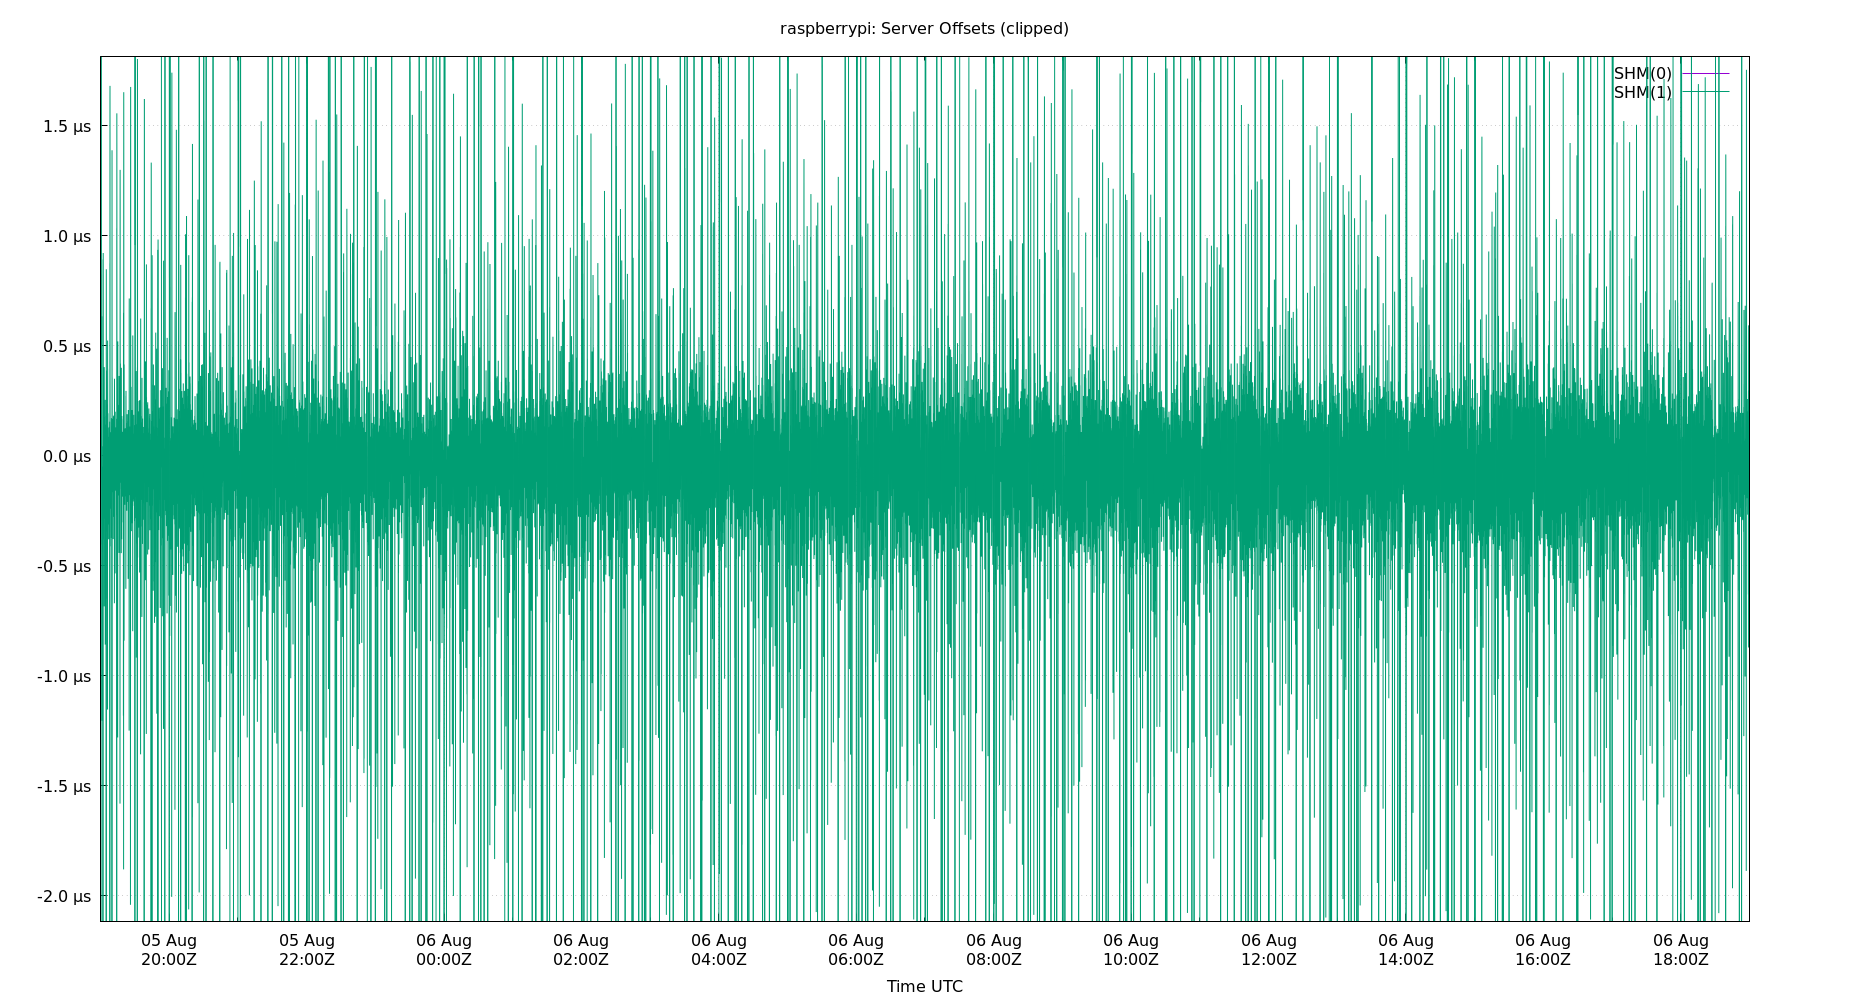 raspberrypi: Server Offsets (clipped)
SHM(0)
SHM(1)
1.5 µs
1.0 µs
0.5 µs
0.0 µs
-0.5 µs
-1.0 µs
-1.5 µs
-2.0 µs
05 Aug 05 Aug 06 Aug 06 Aug 06 Aug 06 Aug 06 Aug 06 Aug 06 Aug 06 Aug 06 Aug 06 Aug
20:00Z 22:00Z 00:00Z 02:00Z 04:00Z 06:00Z 08:00Z 10:00Z 12:00Z 14:00Z 16:00Z 18:00Z
Time UTC